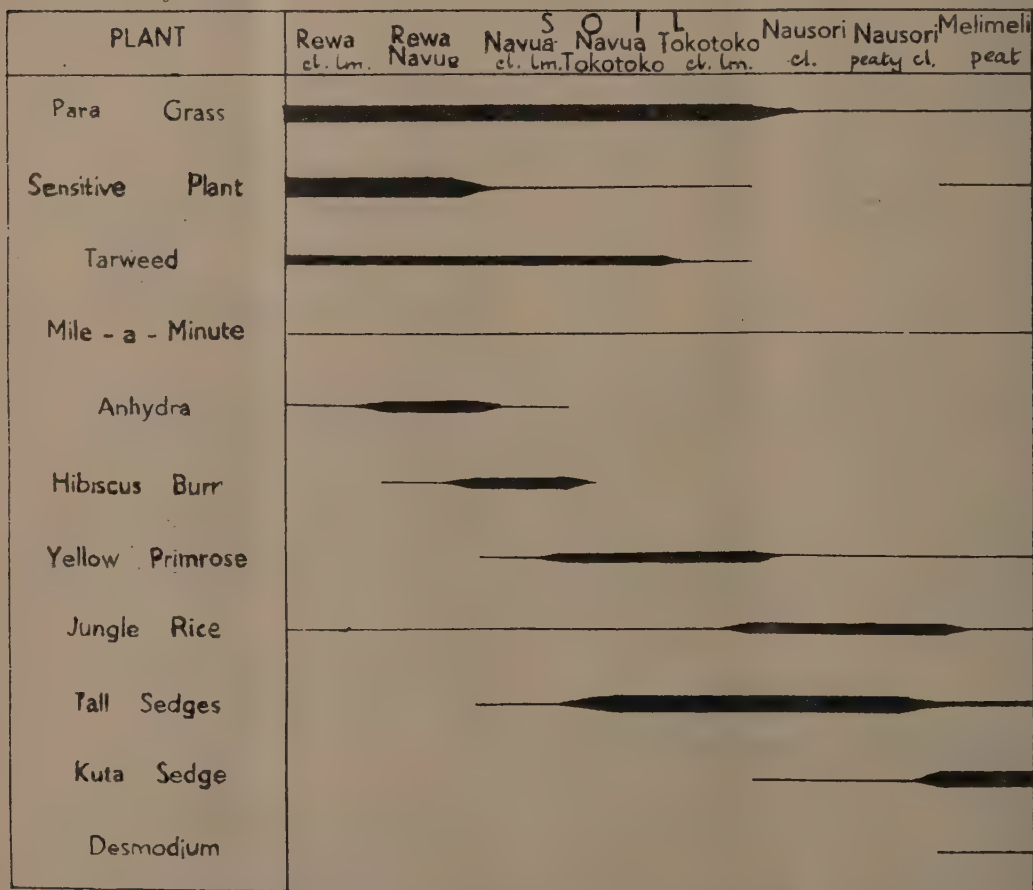 PLANT
S O I L
Rewa cl. lm.
Rewa Navua
Navua cl. lm.
Navua Tokotoko
Tokotoko cl. lm.
Nausori cl.
Nausori peaty cl.
Melimeli peat
Para Grass
Sensitive Plant
Tarweed
Mile - a - Minute
Anhydra
Hibiscus Burr
Yellow Primrose
Jungle Rice
Tall Sedges
Kuta Sedge
Desmodium